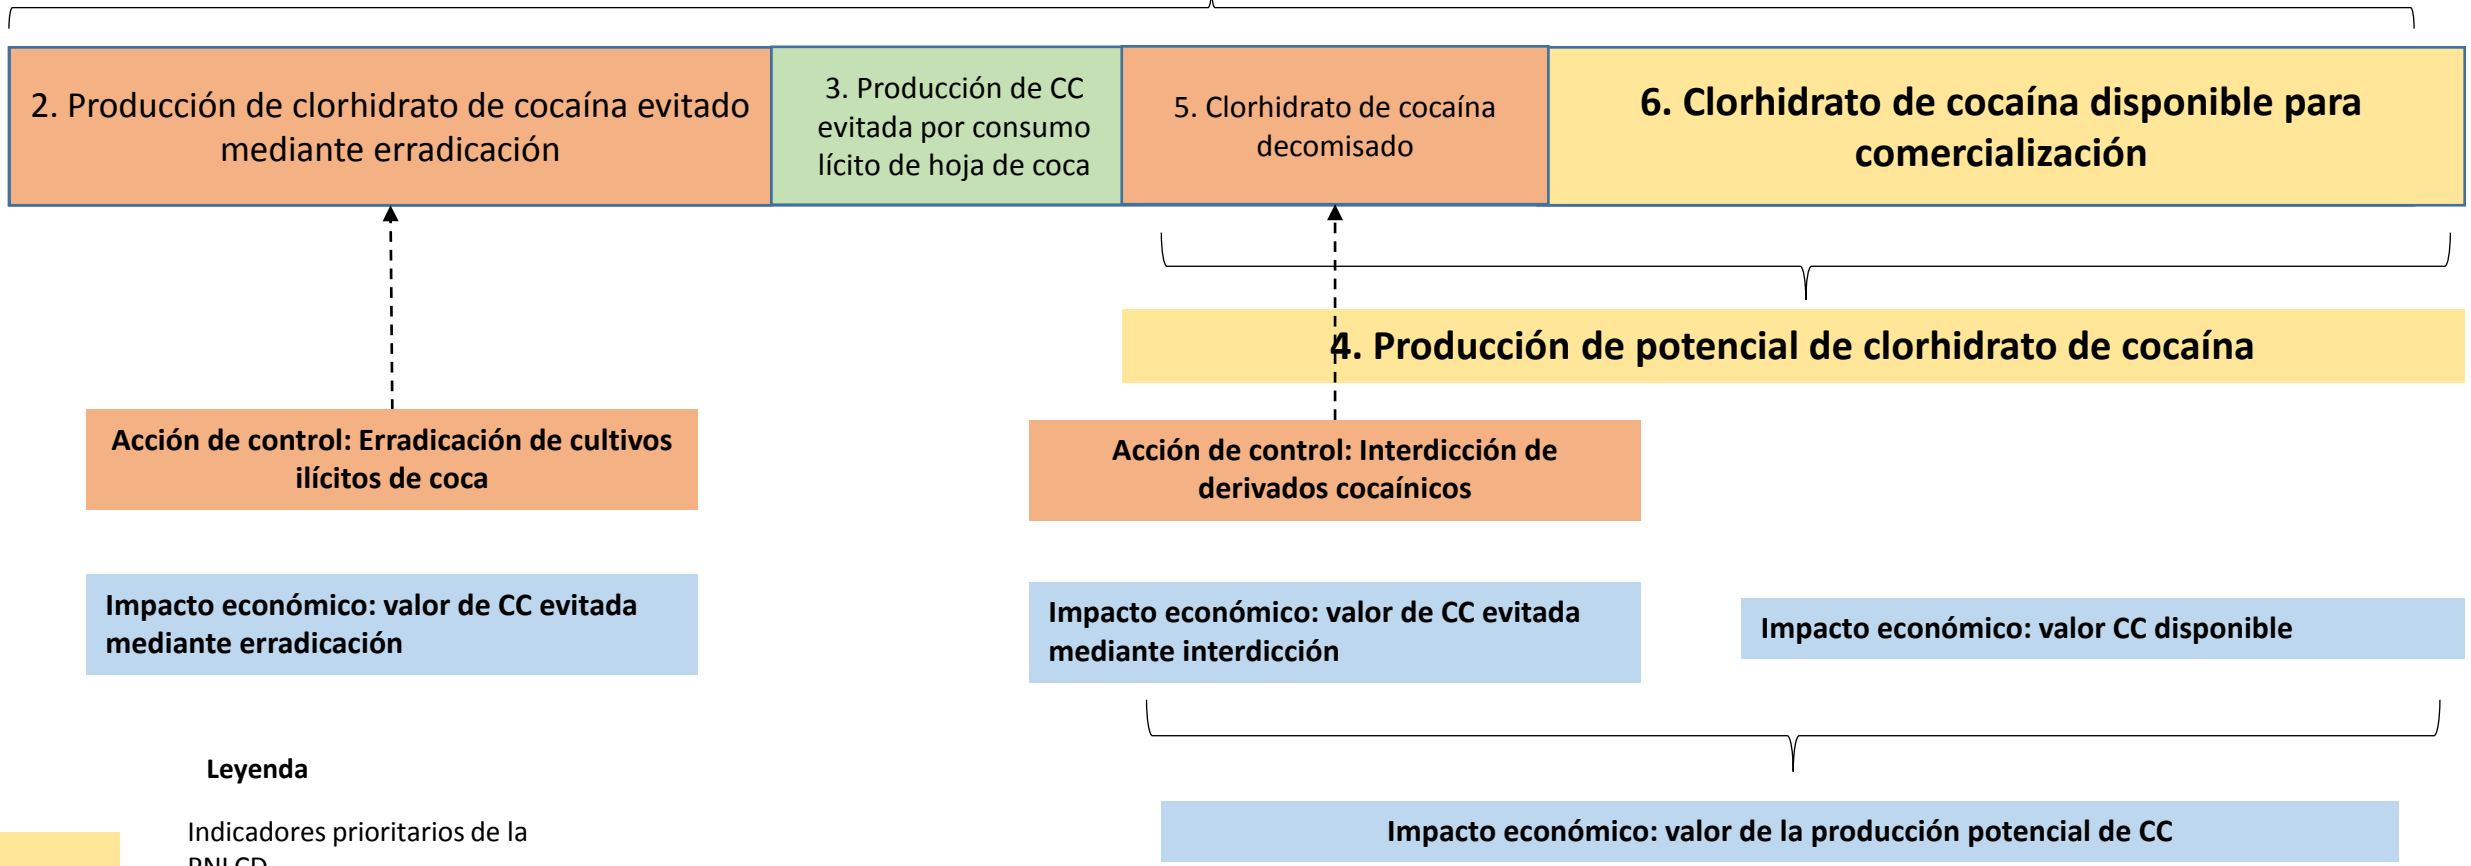 2. Producción de clorhidrato de cocaína evitado
mediante erradicación
3. Producción de CC
evitada por consumo
lícito de hoja de coca
5. Clorhidrato de cocaína
decomisado
6. Clorhidrato de cocaína disponible para
comercialización
4. Producción de potencial de clorhidrato de cocaína
Acción de control: Erradicación de cultivos
ilícitos de coca
Acción de control: Interdicción de
derivados cocaínicos
Impacto económico: valor de CC evitada
mediante erradicación
Impacto económico: valor de CC evitada
mediante interdicción
Impacto económico: valor CC disponible
Leyenda
Indicadores prioritarios de la
PNLCD
Impacto económico: valor de la producción potencial de CC